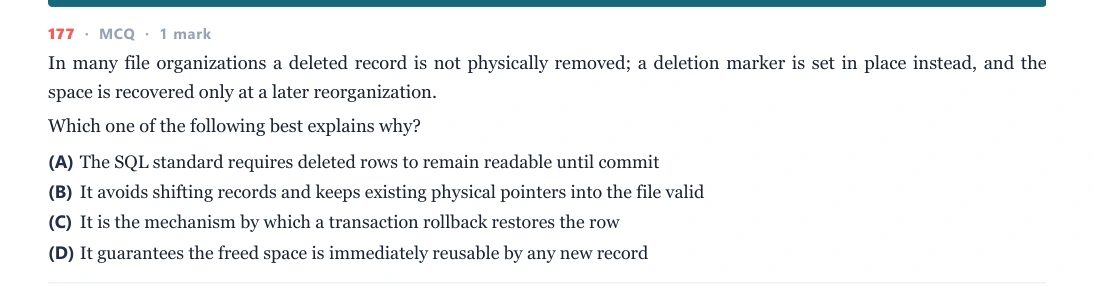 177 · MCQ · 1 mark
In many file organizations a deleted record is not physically removed; a deletion marker is set in place instead, and the
space is recovered only at a later reorganization.
Which one of the following best explains why?
(A) The SQL standard requires deleted rows to remain readable until commit
(B) It avoids shifting records and keeps existing physical pointers into the file valid
(C) It is the mechanism by which a transaction rollback restores the row
(D) It guarantees the freed space is immediately reusable by any new record